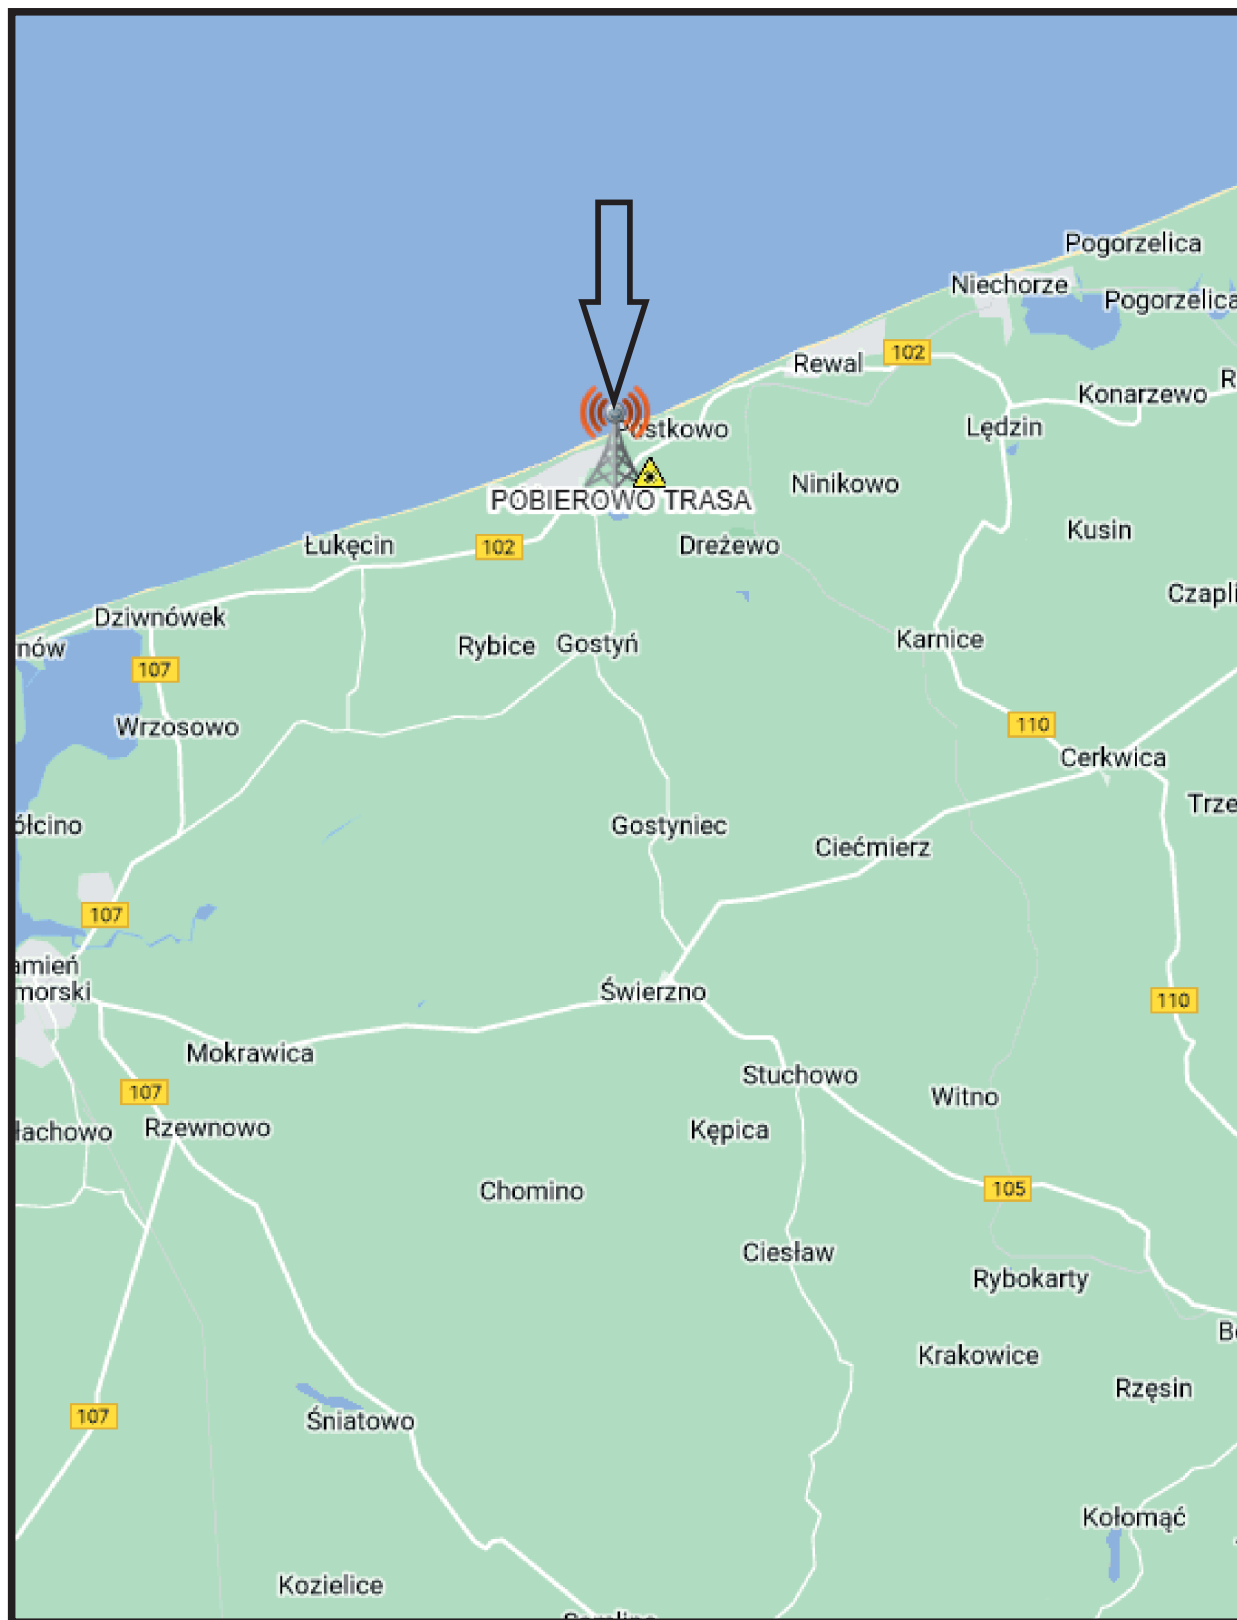 Pogorzelica
Niechorze
Pogorzelica
102
Rewal
Konarzewo
Lędzin
Pustkowo
Ninikowo
POBIEROWO TRASA
Kusin
Łukęcin
102
Dreżewo
Dziwnówek
Karnice
Rybice
Gostyń
107
Wrzosowo
110
Cerkwica
Gostyniec
Ciećmierz
107
Świerzno
110
Mokrawica
Stuchowo
107
Witno
Rzewnowo
Kępica
105
Chomino
Ciesław
Rybokarty
Krakowice
Rzęsin
107
Śniatowo
Kołomąć
Kozielice